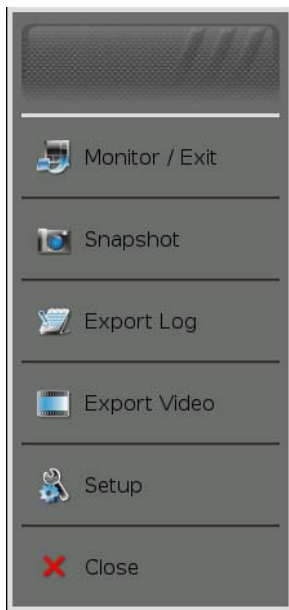 Monitor / Exit
Snapshot
Export Log
Export Video
Setup
Close